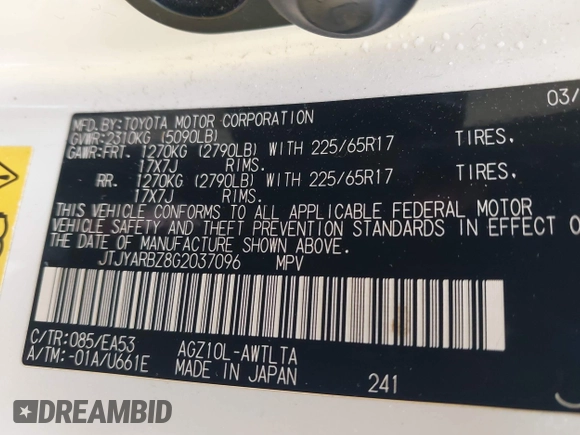 MFD.BY:TOYOTA MOTOR CORPORATION 03/
GVWR:2310KG (5090LB)
GAWR-FRT. 1270KG (2790LB) WITH 225/65R17 TIRES.
17X7J RIMS.
RR. 1270KG (2790LB) WITH 225/65R17 TIRES.
17X7J RIMS.
THIS VEHICLE CONFORMS TO ALL APPLICABLE FEDERAL MOTOR
VEHICLE SAFETY AND THEFT PREVENTION STANDARDS IN EFFECT O
THE DATE OF MANUFACTURE SHOWN ABOVE.
JTJYARBZ8G2037096 MPV
C/TR:085/EA53 AGZ10L-AWTLTA
A/TM:-01A/U661E MADE IN JAPAN 241
DREAMBID